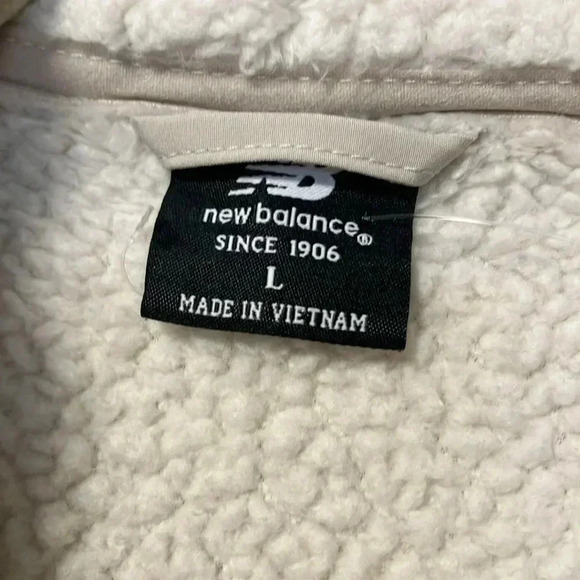 new balance®
SINCE 1906
L
MADE IN VIETNAM